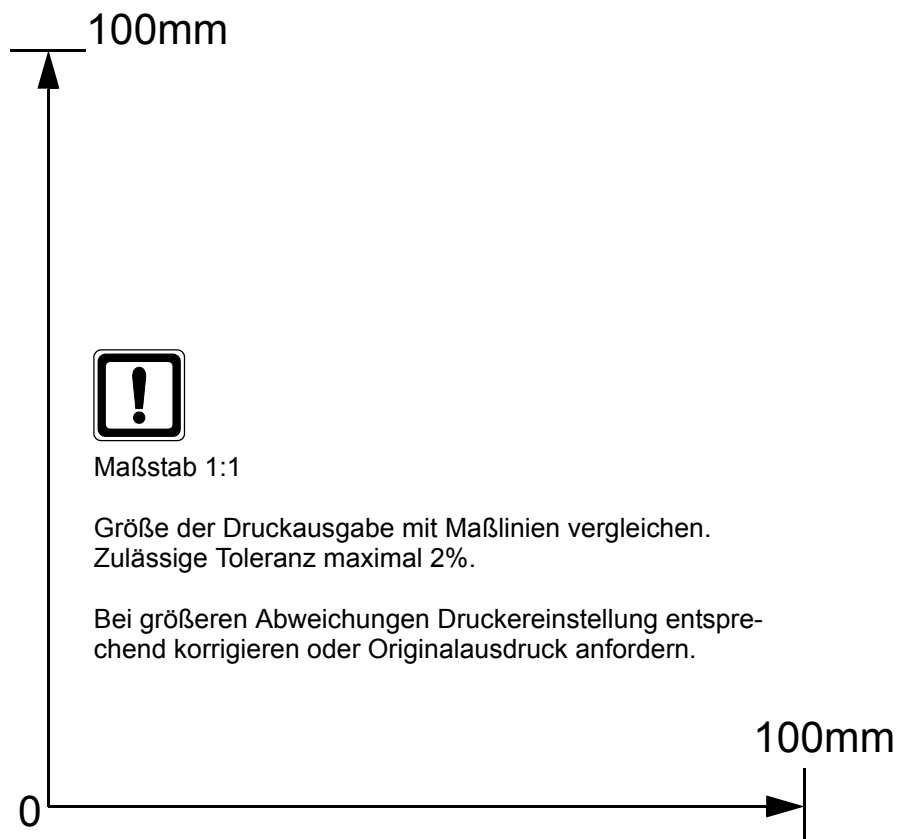 100mm
!
Maßstab 1:1
Größe der Druckausgabe mit Maßlinien vergleichen.
Zulässige Toleranz maximal 2%.
Bei größeren Abweichungen Druckereinstellung entspre-
chend korrigieren oder Originalausdruck anfordern.
100mm
0